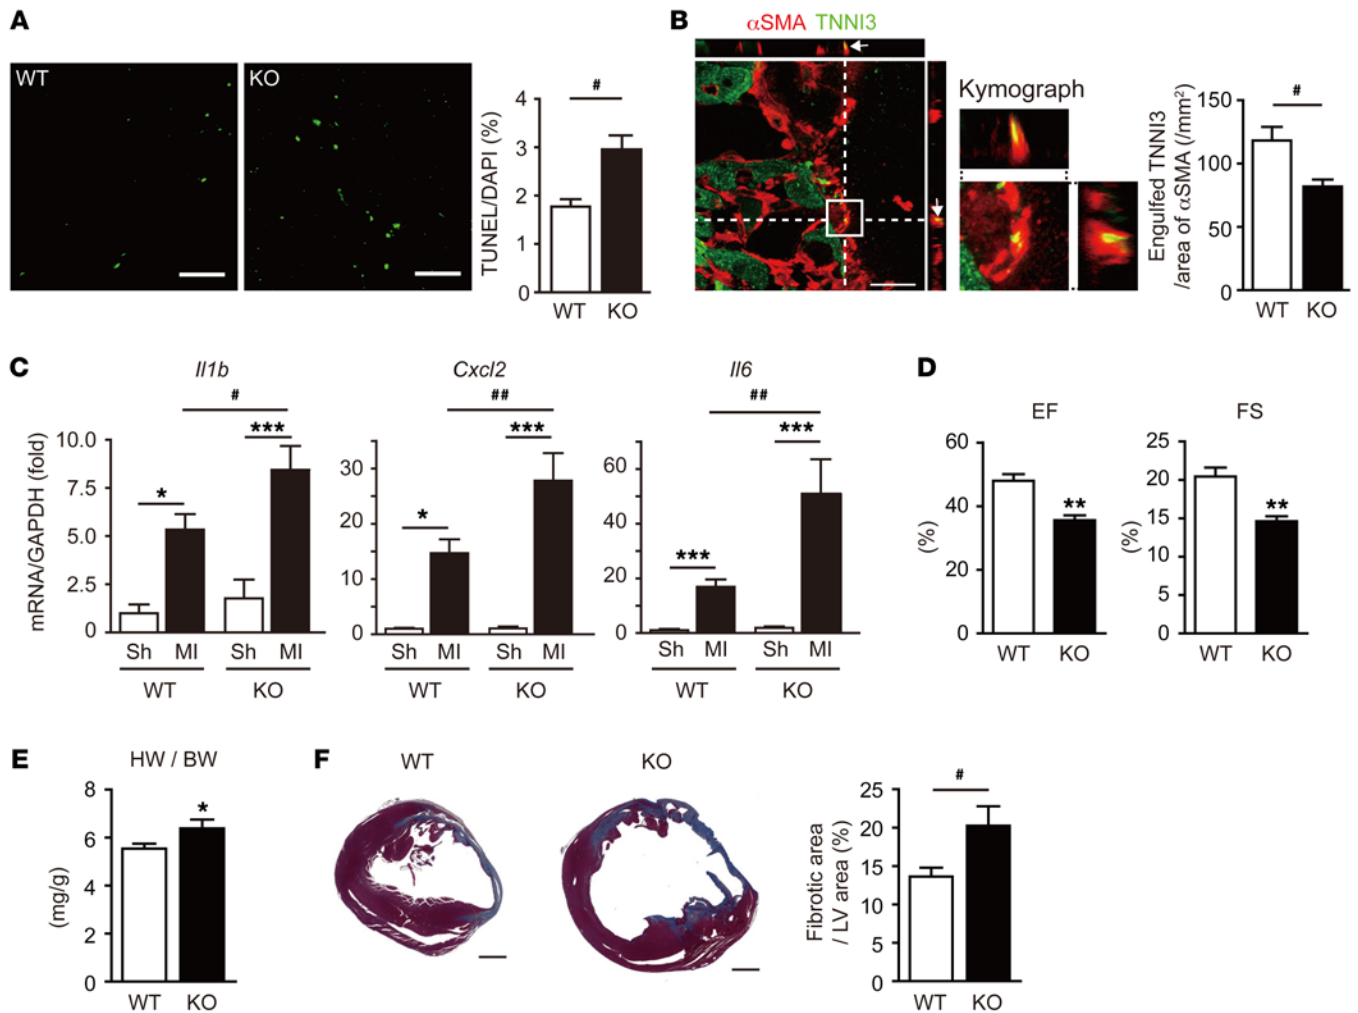 A
WT
KO
TUNEL/DAPI (%)
4
3
2
1
0
#
WT KO
B
αSMA TNNI3
Kymograph
Engulfed TNNI3
/area of αSMA (/mm²)
150
100
50
0
#
WT KO
C
Il1b
#
mRNA/GAPDH (fold)
10.0
7.5
5.0
2.5
0
*
***
Sh MI Sh MI
WT KO
Cxcl2
##
30
20
10
0
*
***
Sh MI Sh MI
WT KO
Il6
##
60
40
20
0
***
***
Sh MI Sh MI
WT KO
D
EF
(%)
60
40
20
0
**
WT KO
FS
(%)
25
20
15
10
5
0
**
WT KO
E
HW / BW
(mg/g)
8
6
4
2
0
*
WT KO
F
WT
KO
Fibrotic area
/ LV area (%)
25
20
15
10
5
0
#
WT KO